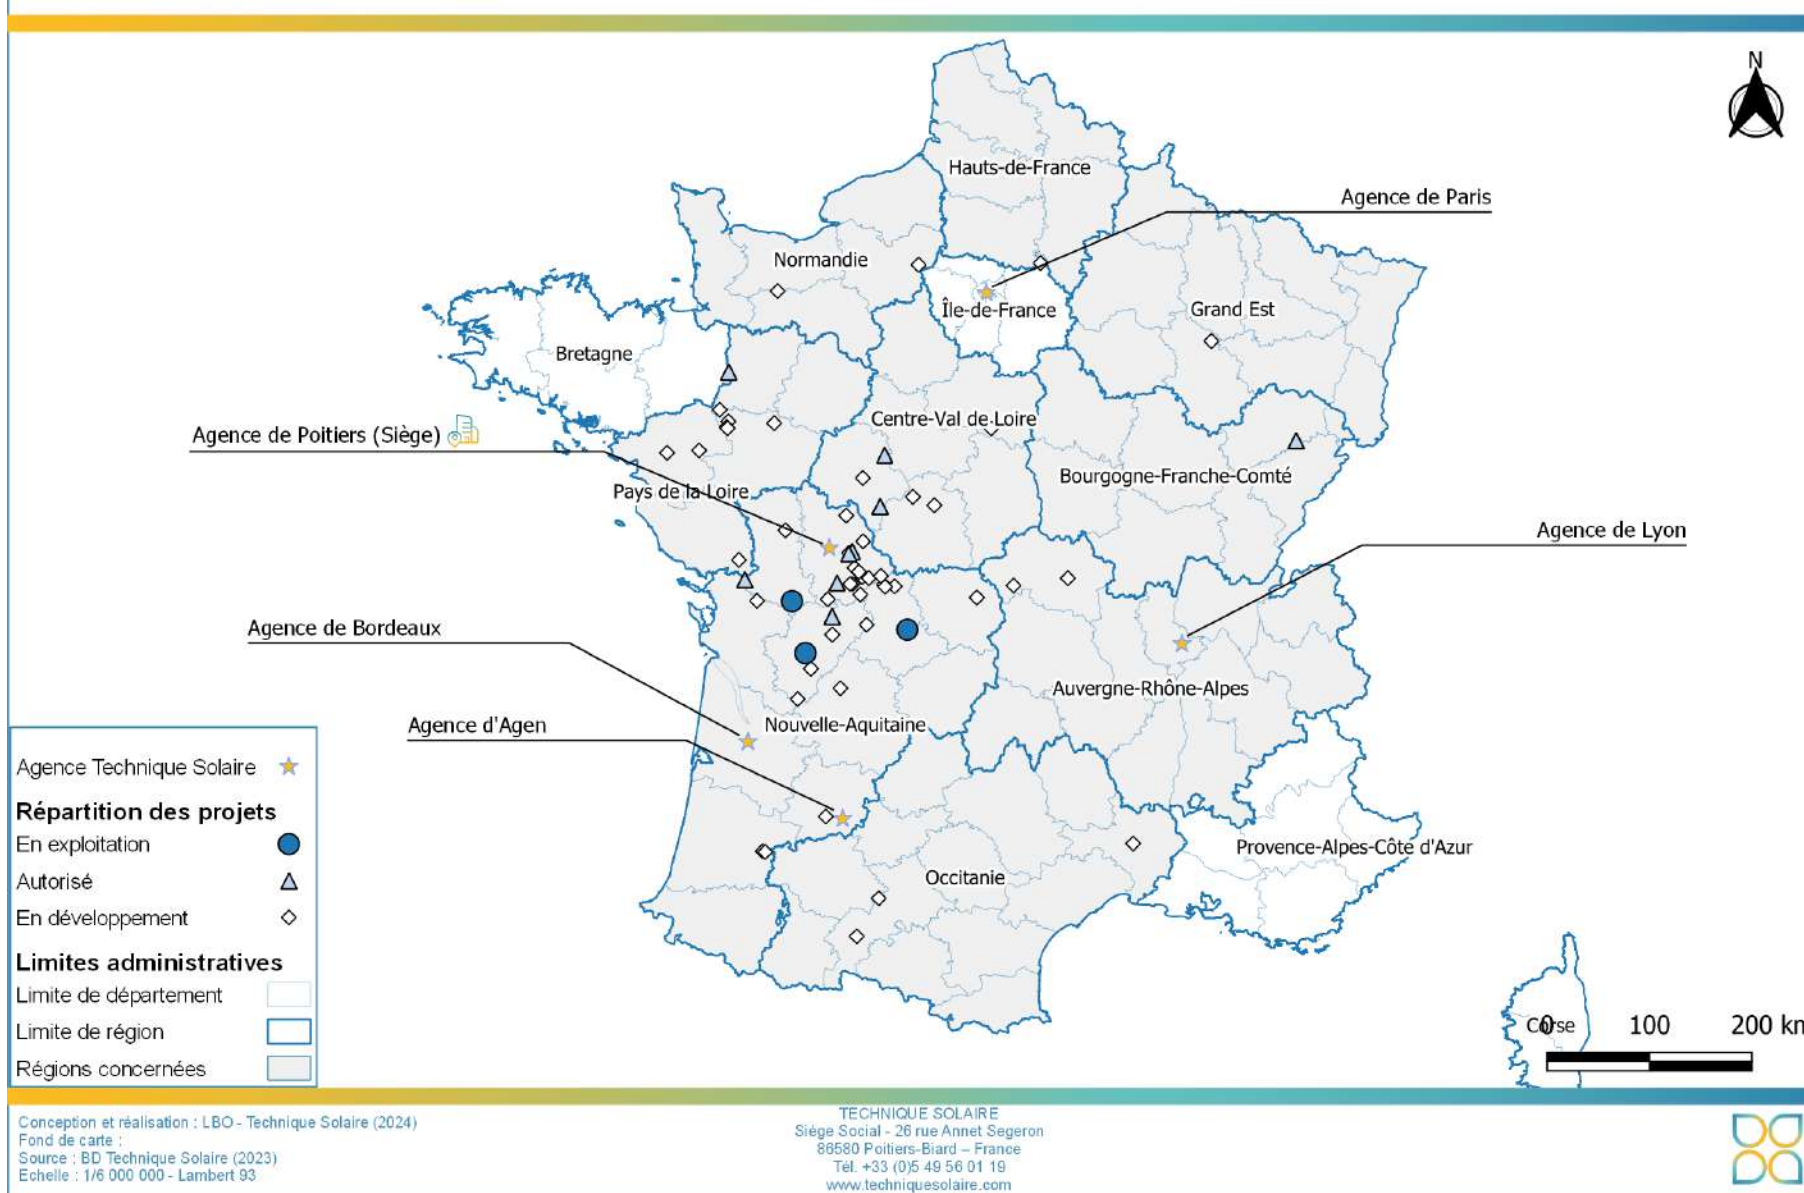 N
Hauts-de-France
Agence de Paris
Normandie
Île-de-France
Grand Est
Bretagne
Centre-Val de Loire
Agence de Poitiers (Siège)
Bourgogne-Franche-Comté
Pays de la Loire
Agence de Lyon
Agence de Bordeaux
Auvergne-Rhône-Alpes
Agence d'Agen
Nouvelle-Aquitaine
Provence-Alpes-Côte d'Azur
Occitanie
Corse
0 100 200 km
Agence Technique Solaire
Répartition des projets
En exploitation
Autorisé
En développement
Limites administratives
Limite de département
Limite de région
Régions concernées
Conception et réalisation : LBO - Technique Solaire (2024)
Fond de carte :
Source : BD Technique Solaire (2023)
Echelle : 1/6 000 000 - Lambert 93
TECHNIQUE SOLAIRE
Siège Social - 26 rue Annet Segeron
86580 Poitiers-Biard – France
Tél. +33 (0)5 49 56 01 19
www.techniquesolaire.com